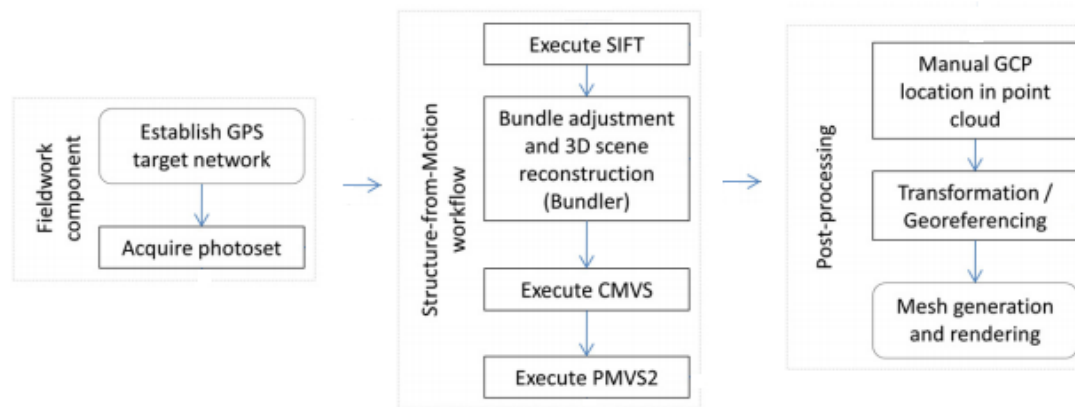 Fieldwork
component
Establish GPS
target network
Acquire photoset
Structure-from-Motion
workflow
Execute SIFT
Bundle adjustment
and 3D scene
reconstruction
(Bundler)
Execute CMVS
Execute PMVS2
Post-processing
Manual GCP
location in point
cloud
Transformation /
Georeferencing
Mesh generation
and rendering